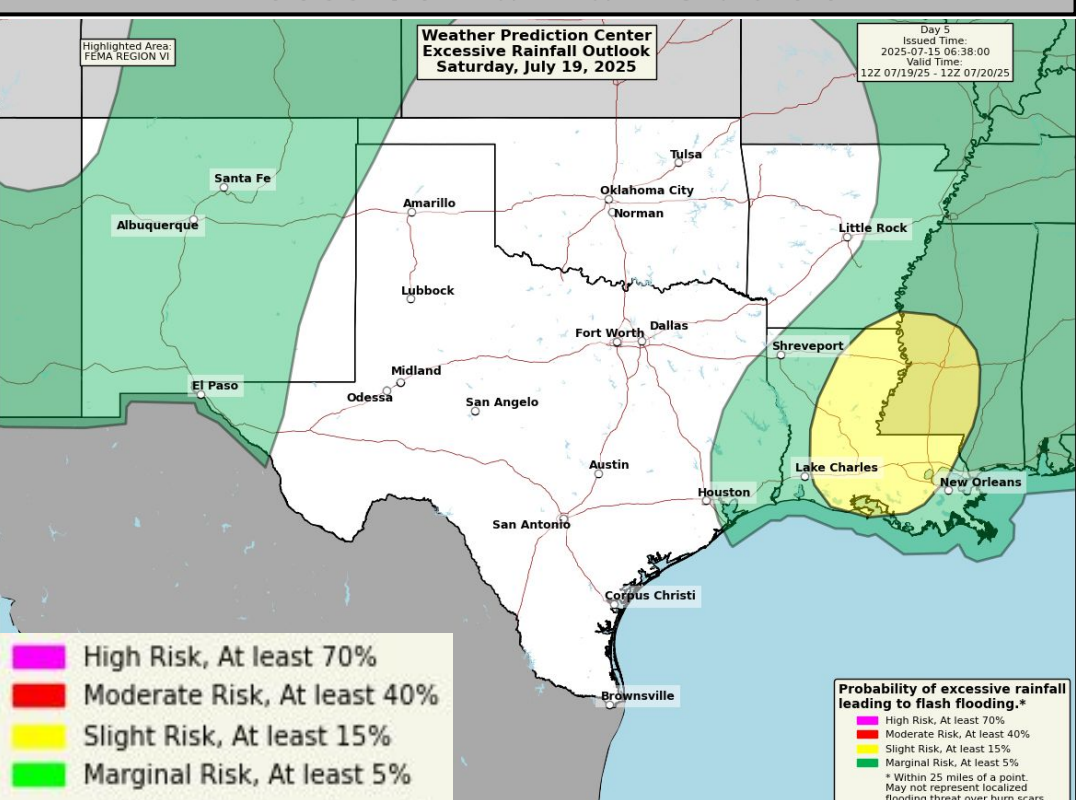 Highlighted Area:
FEMA REGION VI
Weather Prediction Center
Excessive Rainfall Outlook
Saturday, July 19, 2025
Day 5
Issued Time:
2025-07-15 06:38:00
Valid Time:
12Z 07/19/25 - 12Z 07/20/25
Tulsa
Santa Fe
Oklahoma City
Amarillo
Norman
Albuquerque
Little Rock
Lubbock
Dallas
Fort Worth
Shreveport
Midland
El Paso
Odessa
San Angelo
Austin
Lake Charles
New Orleans
Houston
San Antonio
Corpus Christi
Brownsville
High Risk, At least 70%
Moderate Risk, At least 40%
Slight Risk, At least 15%
Marginal Risk, At least 5%
Probability of excessive rainfall
leading to flash flooding.*
High Risk, At least 70%
Moderate Risk, At least 40%
Slight Risk, At least 15%
Marginal Risk, At least 5%
* Within 25 miles of a point.
May not represent localized
flooding threat over burn scars